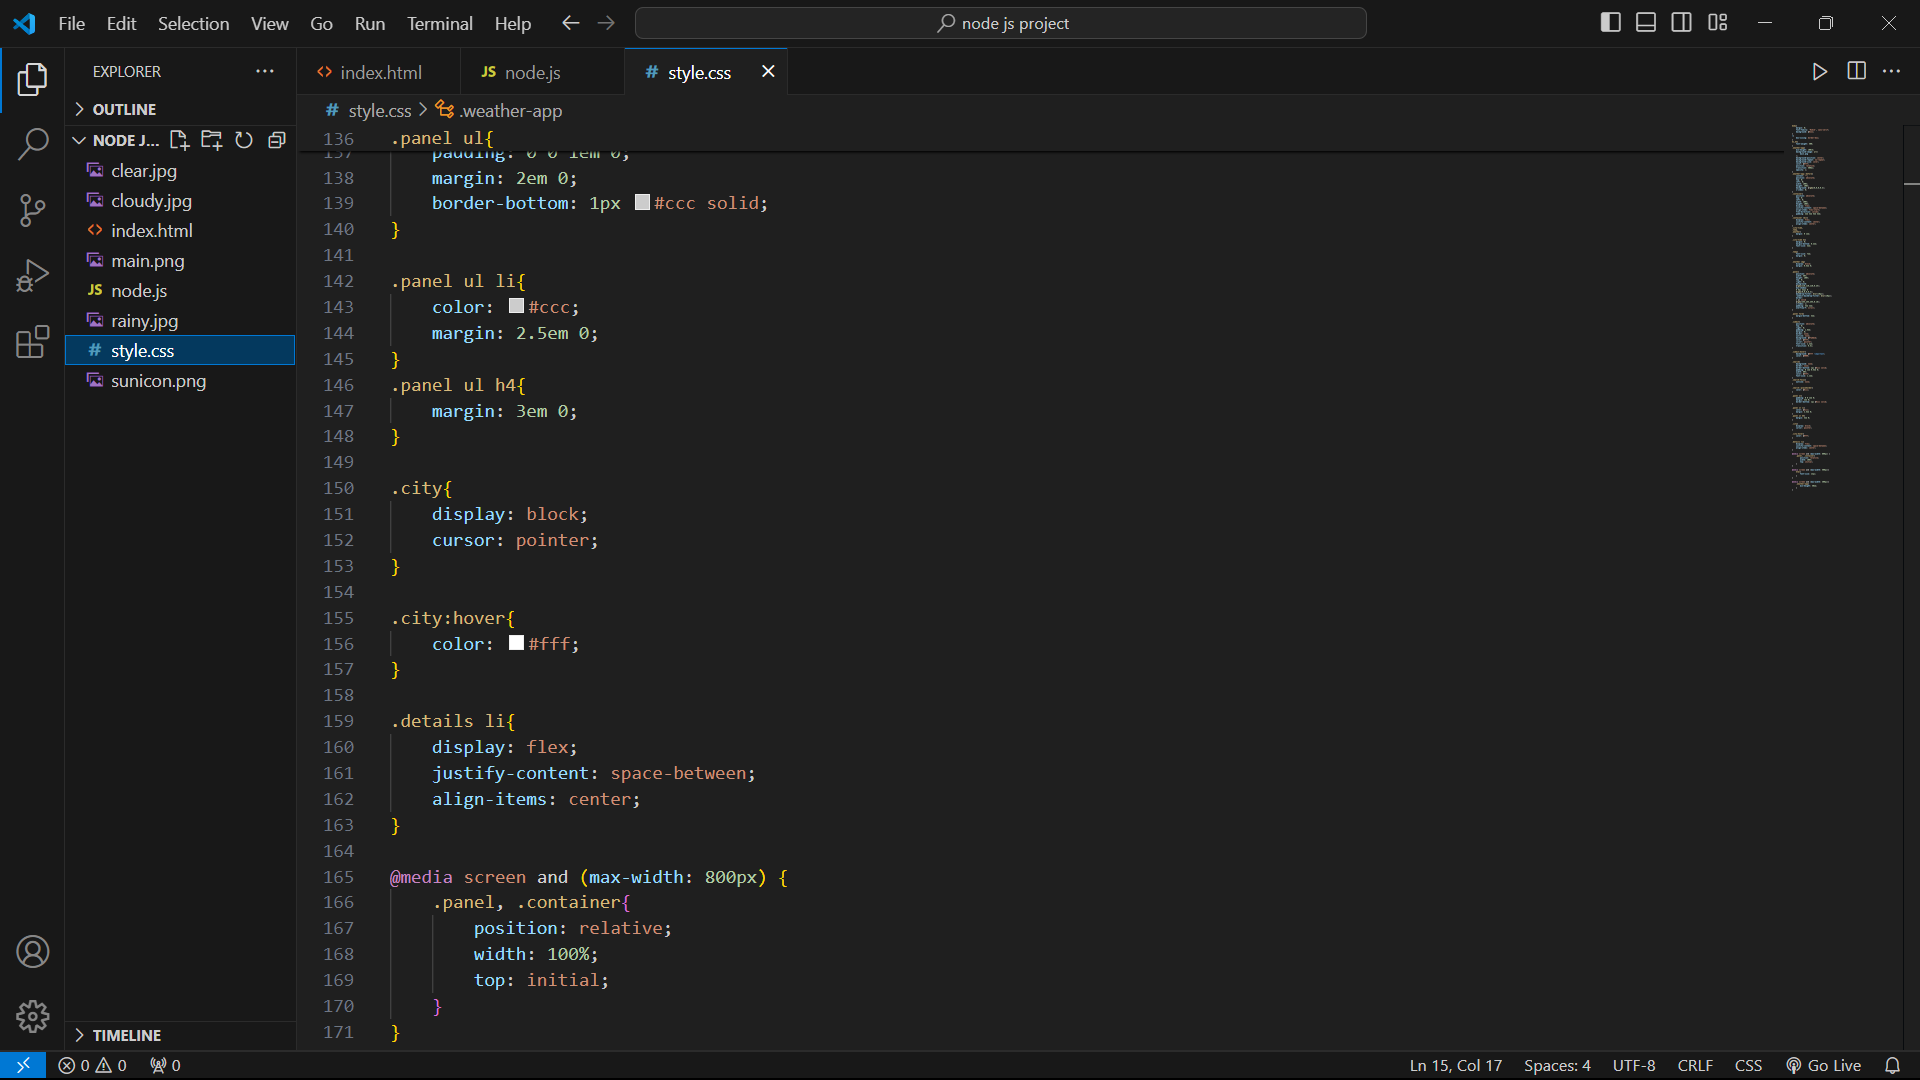 File Edit Selection View Go Run Terminal Help
node js project
EXPLORER
index.html
JS node.js
# style.css
OUTLINE
# style.css > .weather-app
NODE J...
clear.jpg
cloudy.jpg
index.html
main.png
JS node.js
rainy.jpg
# style.css
sunicon.png
TIMELINE
136 .panel ul{
137 padding: 0 0 1em 0;
138 margin: 2em 0;
139 border-bottom: 1px #ccc solid;
140 }
141
142 .panel ul li{
143 color: #ccc;
144 margin: 2.5em 0;
145 }
146 .panel ul h4{
147 margin: 3em 0;
148 }
149
150 .city{
151 display: block;
152 cursor: pointer;
153 }
154
155 .city:hover{
156 color: #fff;
157 }
158
159 .details li{
160 display: flex;
161 justify-content: space-between;
162 align-items: center;
163 }
164
165 @media screen and (max-width: 800px) {
166 .panel, .container{
167 position: relative;
168 width: 100%;
169 top: initial;
170 }
171 }
0 0 0 Ln 15, Col 17 Spaces: 4 UTF-8 CRLF CSS Go Live